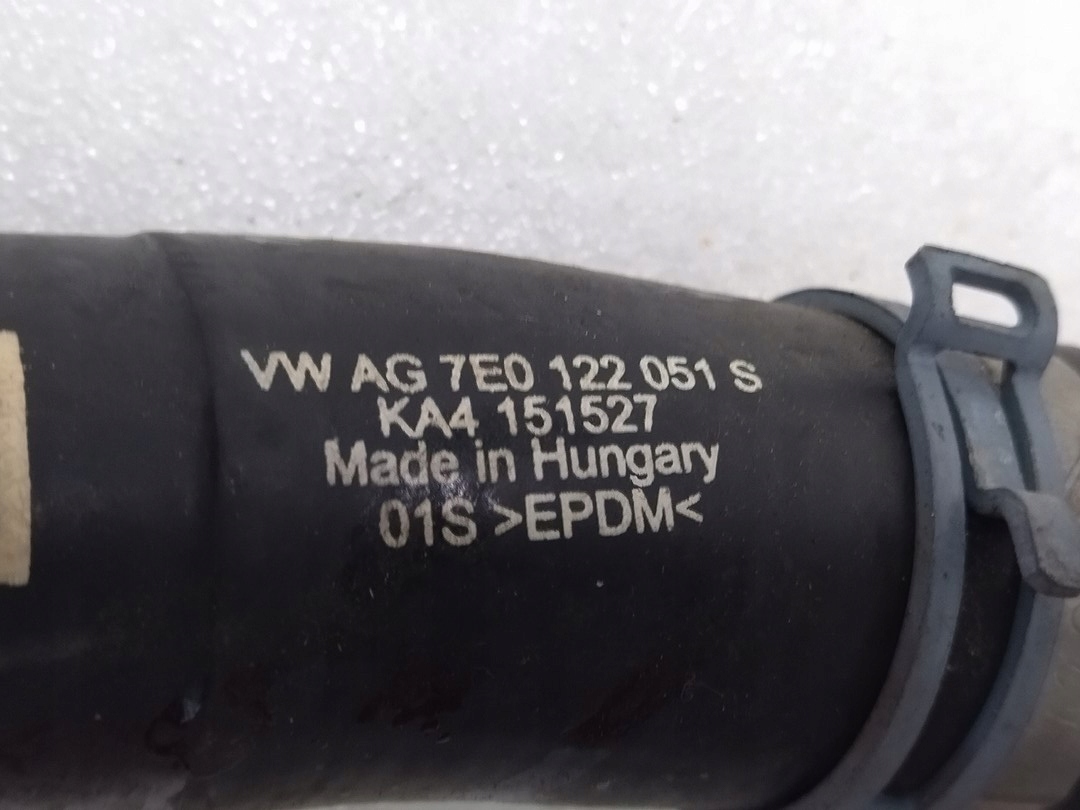 VW AG 7E0 122 051 S
KA4 151527
Made in Hungary
01S >EPDM<